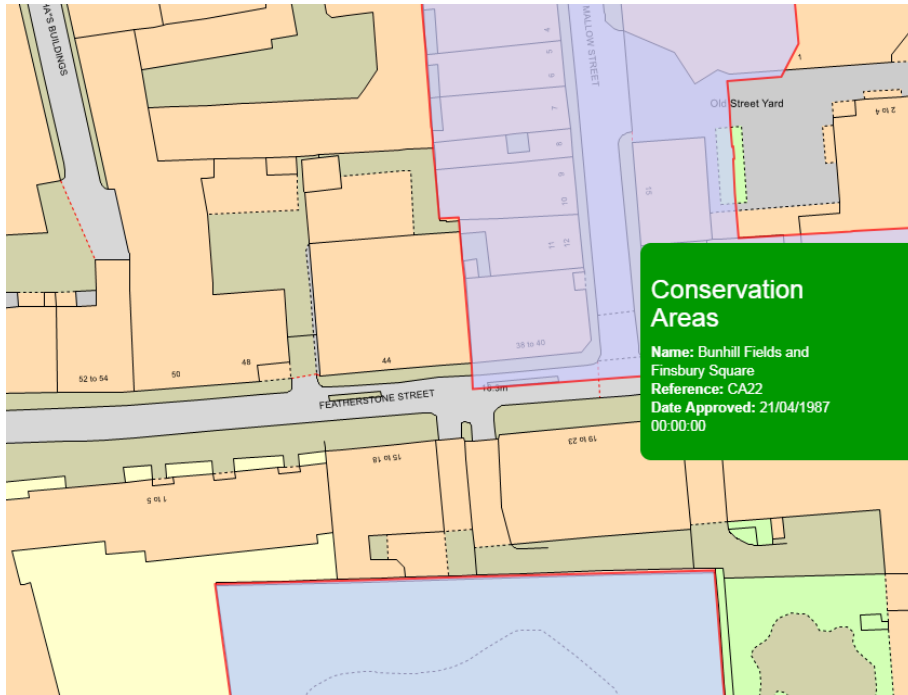 HA'S BUILDINGS
MALLOW STREET
4
5
6
7
8
9
10
11
12
1
Old Street Yard
2 to 4
15
38 to 40
52 to 54
50
48
44
FEATHERSTONE STREET
18.3m
15 to 18
19 to 23
1 to 5
Conservation
Areas
Name: Bunhill Fields and
Finsbury Square
Reference: CA22
Date Approved: 21/04/1987
00:00:00